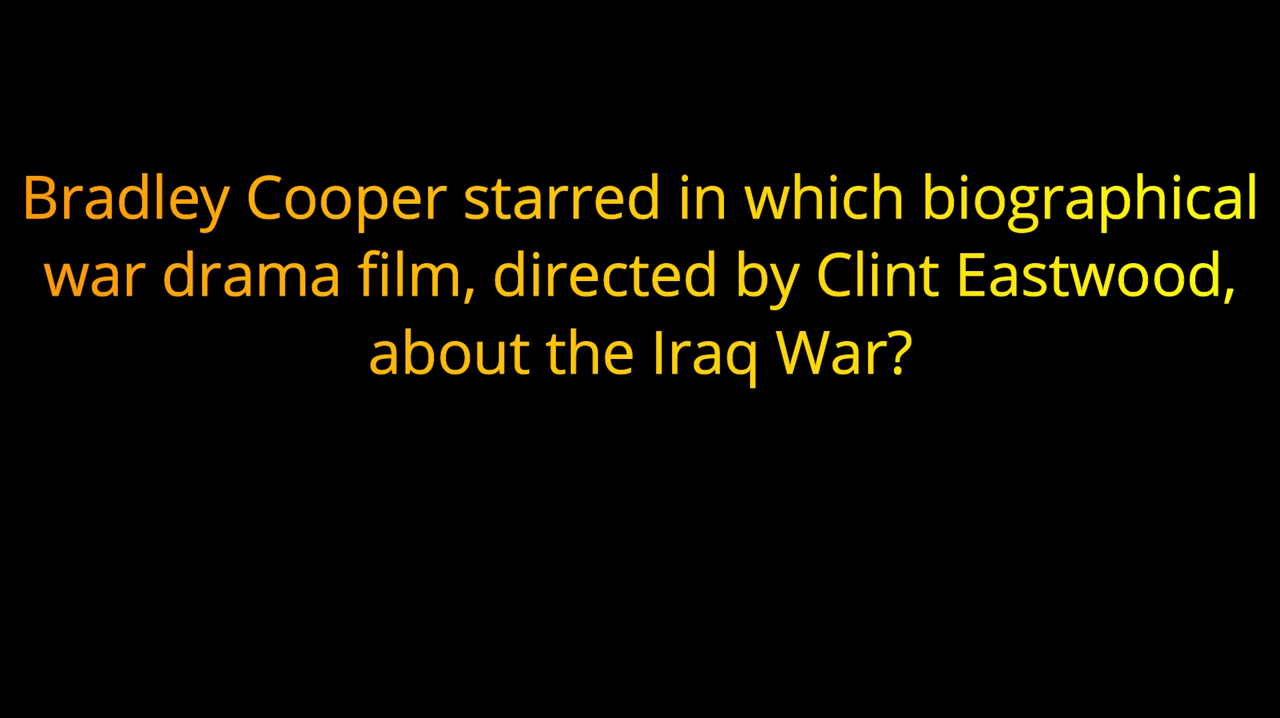 Bradley Cooper starred in which biographical
war drama film, directed by Clint Eastwood,
about the Iraq War?